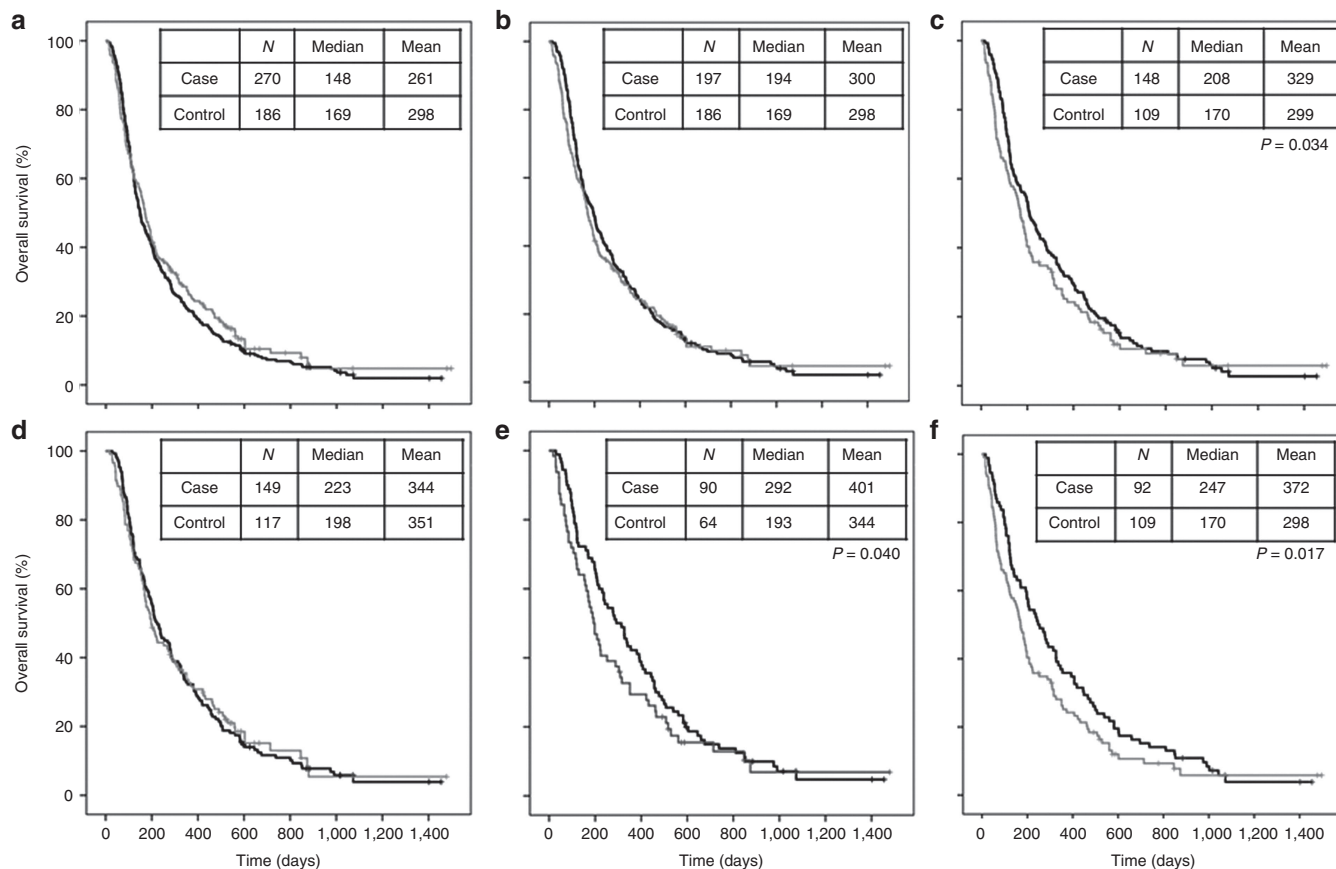 a
N Median Mean
Case 270 148 261
Control 186 169 298
100
80
60
40
20
0
Overall survival (%)
b
N Median Mean
Case 197 194 300
Control 186 169 298
c
N Median Mean
Case 148 208 329
Control 109 170 299
P = 0.034
d
N Median Mean
Case 149 223 344
Control 117 198 351
100
80
60
40
20
0
Overall survival (%)
0 200 400 600 800 1,000 1,200 1,400
Time (days)
e
N Median Mean
Case 90 292 401
Control 64 193 344
P = 0.040
0 200 400 600 800 1,000 1,200 1,400
Time (days)
f
N Median Mean
Case 92 247 372
Control 109 170 298
P = 0.017
0 200 400 600 800 1,000 1,200 1,400
Time (days)